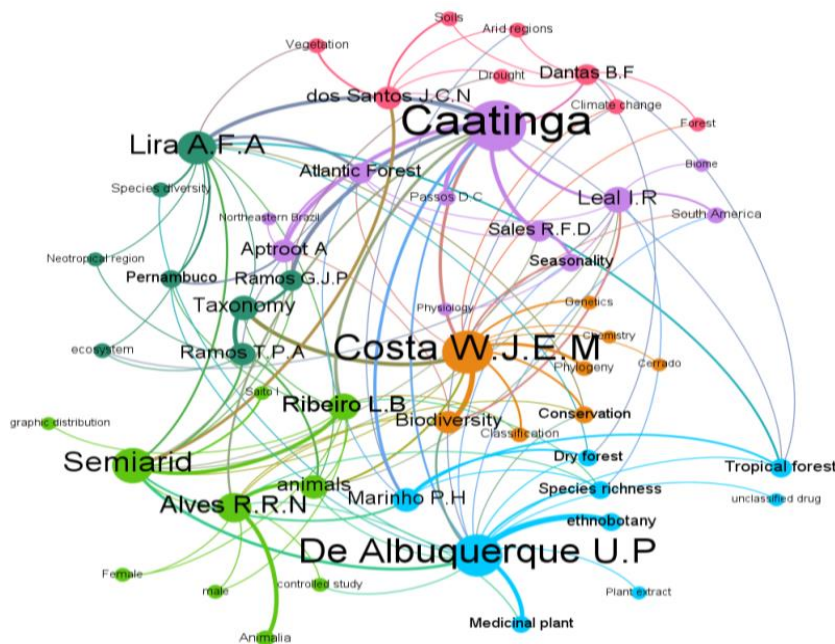 Soils
Arid regions
Vegetation
Drought
Dantas B.F
dos Santos J.C.N
Climate change
Caatinga
Forest
Lira A.F.A
Atlantic Forest
Biome
Species diversity
Passos D.C
Leal I.R
Northeastern Brazil
South America
Sales R.F.D
Aptroot A
Neotropical region
Seasonality
Pernambuco
Ramos G.J.P
Taxonomy
Physiology
Genetics
Chemistry
ecosystem
Ramos T.P.A
Costa W.J.E.M
Phylogeny
Cerrado
Saito I
Ribeiro L.B
Biodiversity
Conservation
graphic distribution
Classification
Semiarid
Dry forest
Tropical forest
animals
Alves R.R.N
Marinho P.H
Species richness
unclassified drug
ethnobotany
De Albuquerque U.P
Female
male
controlled study
Plant extract
Medicinal plant
Animalia